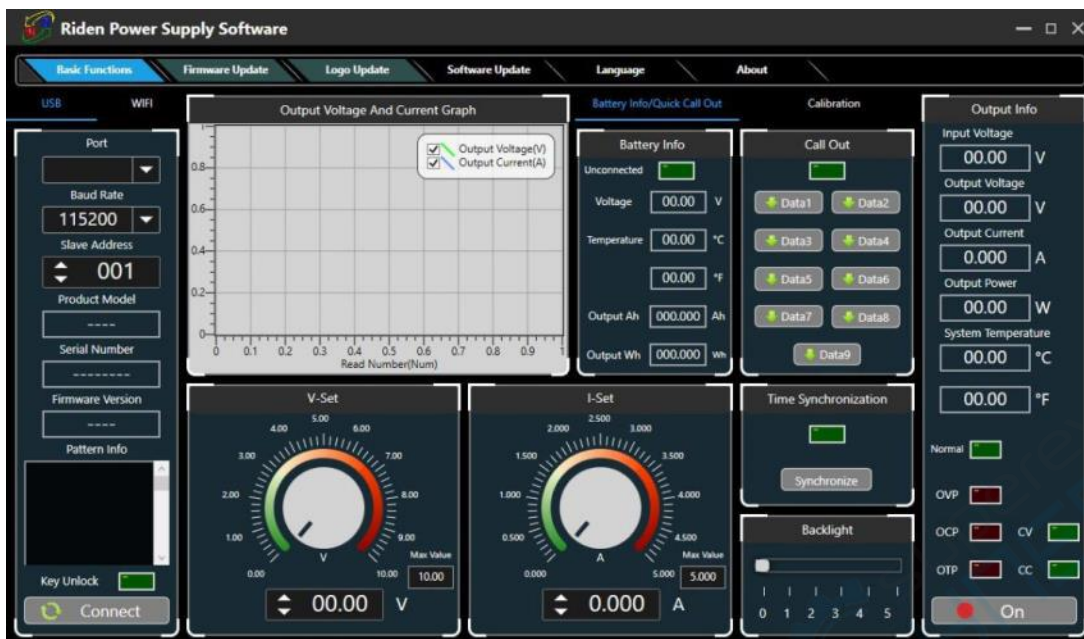 Riden Power Supply Software
Basic Functions Firmware Update Logo Update Software Update Language About
USB WIFI
Port
Baud Rate
115200
Slave Address
001
Product Model
----
Serial Number
--------
Firmware Version
----
Pattern Info
Key Unlock
Connect
Output Voltage And Current Graph
Output Voltage(V)
Output Current(A)
1
0.8
0.6
0.4
0.2
0
0 0.1 0.2 0.3 0.4 0.5 0.6 0.7 0.8 0.9 1
Read Number(Num)
V-Set
5.00
4.00 6.00
3.00 7.00
2.00 8.00
1.00 9.00
V
Max Value
0.00 10.00 10.00
00.00 V
I-Set
2.500
2.000 3.000
1.500 3.500
1.000 4.000
0.500 4.500
A
Max Value
0.000 5.000 5.000
0.000 A
Battery Info/Quick Call Out Calibration
Battery Info
Unconnected
Voltage 00.00 V
Temperature 00.00 °C
00.00 °F
Output Ah 000.000 Ah
Output Wh 000.000 Wh
Call Out
Data1 Data2
Data3 Data4
Data5 Data6
Data7 Data8
Data9
Time Synchronization
Synchronize
Backlight
0 1 2 3 4 5
Output Info
Input Voltage
00.00 V
Output Voltage
00.00 V
Output Current
0.000 A
Output Power
00.00 W
System Temperature
00.00 °C
00.00 °F
Normal
OVP
OCP CV
OTP CC
On